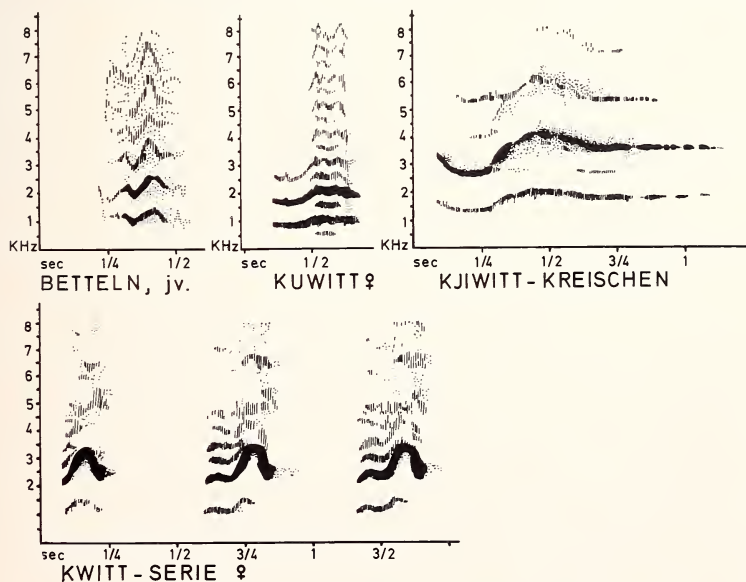 8
7
6
5
4
3
2
1
KHz
sec 1/4 1/2
BETTELN, jv.
8
7
6
5
4
3
2
1
KHz
sec 1/2
KUWITT♀
8
7
6
5
4
3
2
1
KHz
sec 1/4 1/2 3/4 1
KJIWITT-KREISCHEN
8
7
6
5
4
3
2
sec 1/4 1/2 3/4 1 3/2
KWITT-SERIE ♀